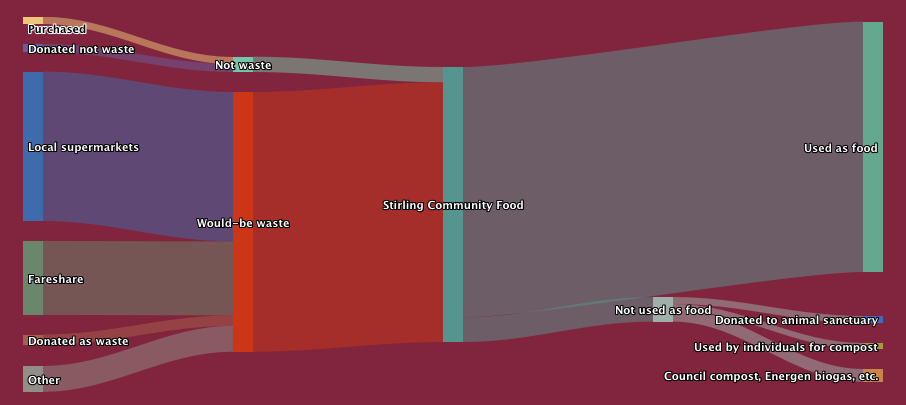 Purchased
Donated not waste
Not waste
Local supermarkets
Used as food
Stirling Community Food
Would-be waste
Fareshare
Not used as food
Donated to animal sanctuary
Donated as waste
Used by individuals for compost
Other
Council compost, Energen biogas, etc.